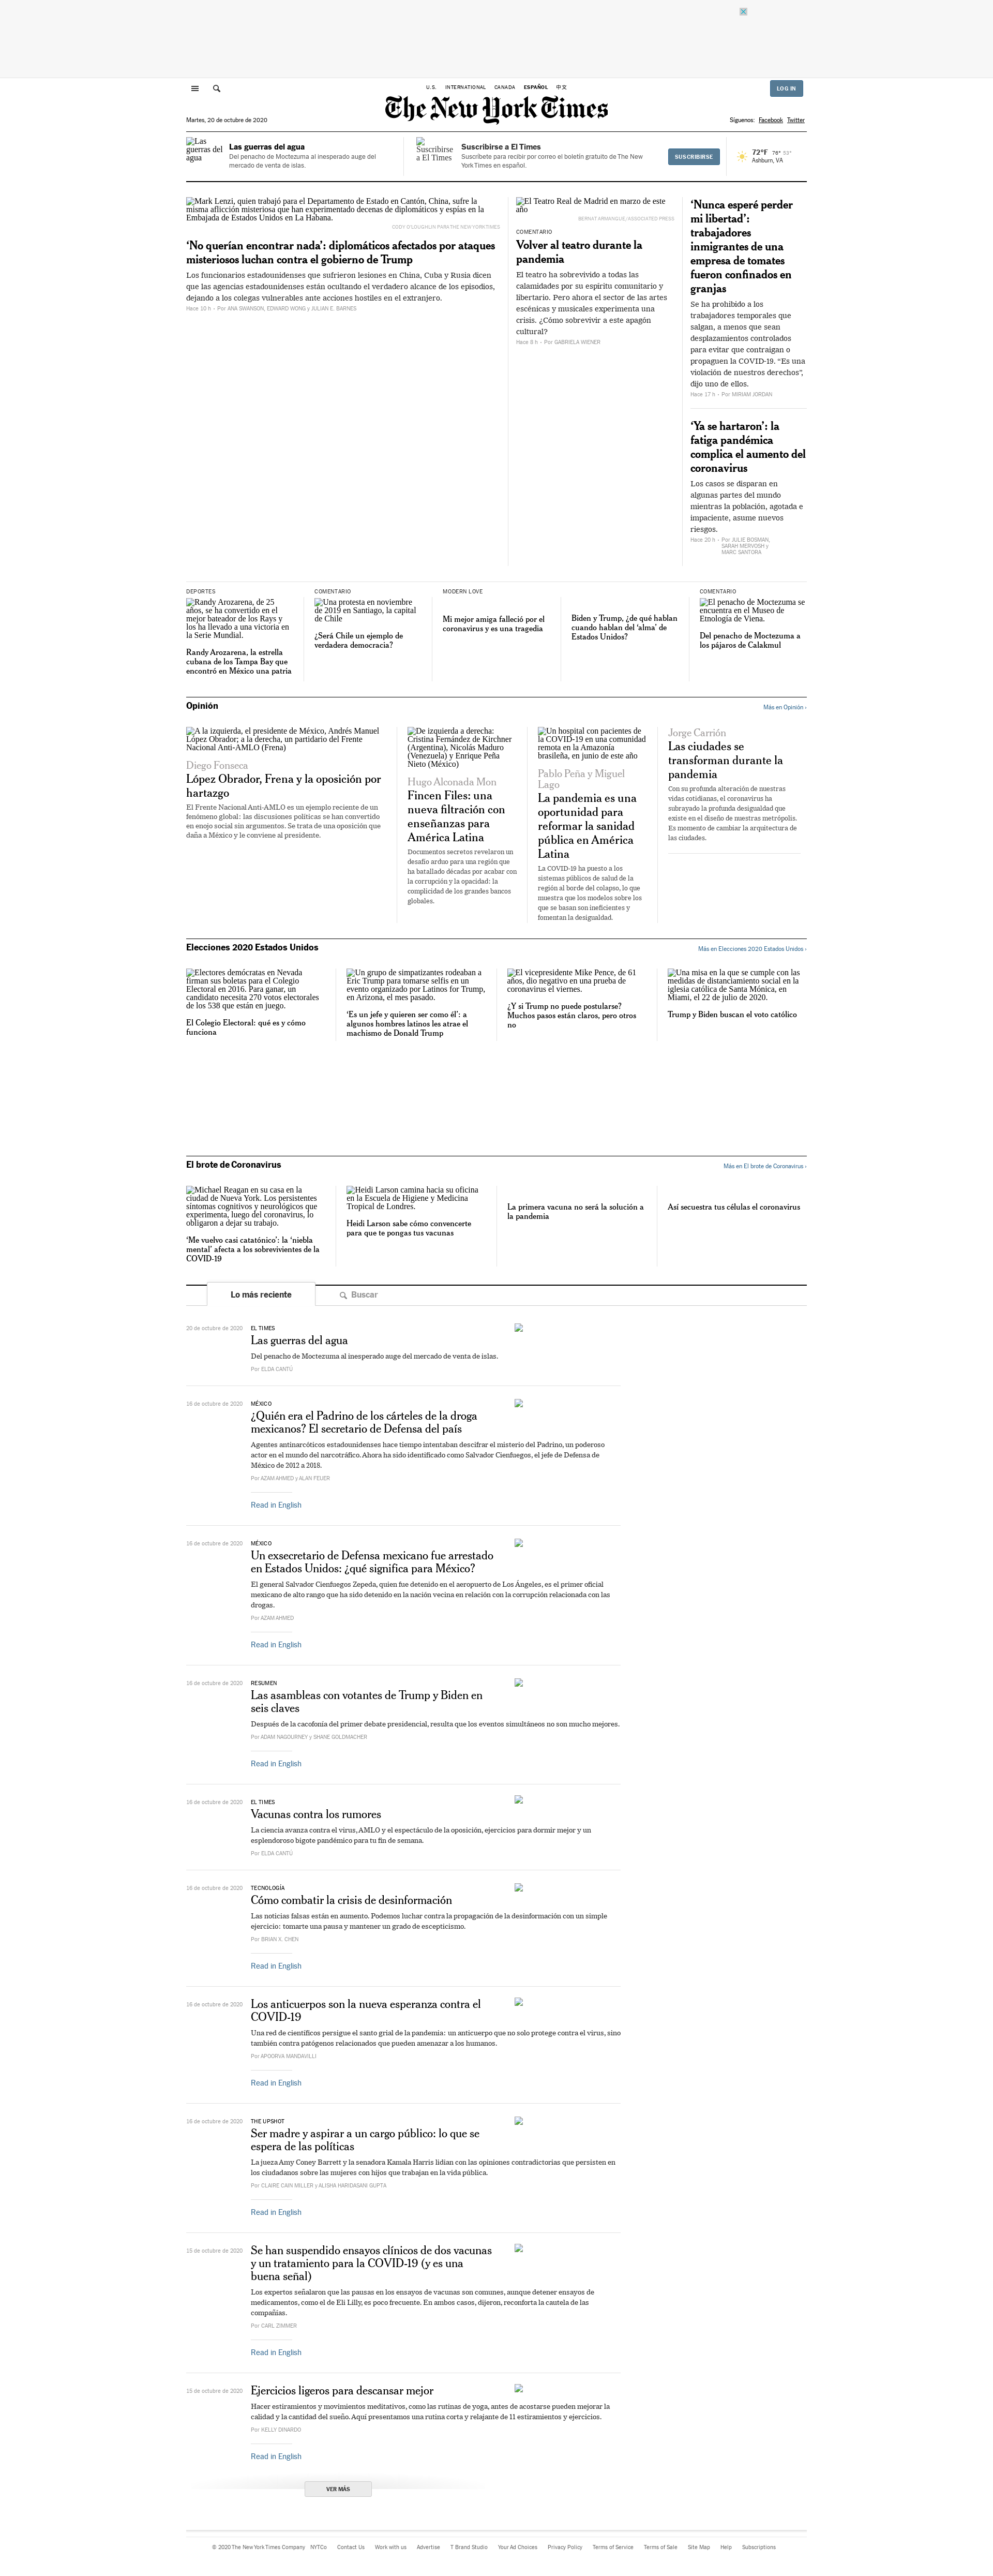 U.S. INTERNATIONAL CANADA ESPAÑOL 中文
LOG IN
The New York Times
Martes, 20 de octubre de 2020
Síguenos: Facebook Twitter
Las guerras del agua
Las guerras del agua
Del penacho de Moctezuma al inesperado auge del
mercado de venta de islas.
Suscribirse a El Times
Suscribirse a El Times
Suscríbete para recibir por correo el boletín gratuito de The New
York Times en español.
SUSCRIBIRSE
72°F 76° 53°
Ashburn, VA
Mark Lenzi, quien trabajó para el Departamento de Estado en Cantón, China, sufre la
misma aflicción misteriosa que han experimentado decenas de diplomáticos y espías en la
Embajada de Estados Unidos en La Habana.
CODY O'LOUGHLIN PARA THE NEW YORK TIMES
‘No querían encontrar nada’: diplomáticos afectados por ataques
misteriosos luchan contra el gobierno de Trump
Los funcionarios estadounidenses que sufrieron lesiones en China, Cuba y Rusia dicen
que las agencias estadounidenses están ocultando el verdadero alcance de los episodios,
dejando a los colegas vulnerables ante acciones hostiles en el extranjero.
Hace 10 h - Por ANA SWANSON, EDWARD WONG y JULIAN E. BARNES
El Teatro Real de Madrid en marzo de este
año
BERNAT ARMANGUE/ASSOCIATED PRESS
COMENTARIO
Volver al teatro durante la
pandemia
El teatro ha sobrevivido a todas las
calamidades por su espíritu comunitario y
libertario. Pero ahora el sector de las artes
escénicas y musicales experimenta una
crisis. ¿Cómo sobrevivir a este apagón
cultural?
Hace 8 h - Por GABRIELA WIENER
‘Nunca esperé perder
mi libertad’:
trabajadores
inmigrantes de una
empresa de tomates
fueron confinados en
granjas
Se ha prohibido a los
trabajadores temporales que
salgan, a menos que sean
desplazamientos controlados
para evitar que contraigan o
propaguen la COVID-19. “Es una
violación de nuestros derechos”,
dijo uno de ellos.
Hace 17 h - Por MIRIAM JORDAN
‘Ya se hartaron’: la
fatiga pandémica
complica el aumento del
coronavirus
Los casos se disparan en
algunas partes del mundo
mientras la población, agotada e
impaciente, asume nuevos
riesgos.
Hace 20 h - Por JULIE BOSMAN,
SARAH MERVOSH y
MARC SANTORA
DEPORTES
Randy Arozarena, de 25
años, se ha convertido en el
mejor bateador de los Rays y
los ha llevado a una victoria en
la Serie Mundial.
Randy Arozarena, la estrella
cubana de los Tampa Bay que
encontró en México una patria
COMENTARIO
Una protesta en noviembre
de 2019 en Santiago, la capital
de Chile
¿Será Chile un ejemplo de
verdadera democracia?
MODERN LOVE
Mi mejor amiga falleció por el
coronavirus y es una tragedia
Biden y Trump, ¿de qué hablan
cuando hablan del ‘alma’ de
Estados Unidos?
COMENTARIO
El penacho de Moctezuma se
encuentra en el Museo de
Etnología de Viena.
Del penacho de Moctezuma a
los pájaros de Calakmul
Opinión
Más en Opinión ›
A la izquierda, el presidente de México, Andrés Manuel
López Obrador; a la derecha, un partidario del Frente
Nacional Anti-AMLO (Frena)
Diego Fonseca
López Obrador, Frena y la oposición por
hartazgo
El Frente Nacional Anti-AMLO es un ejemplo reciente de un
fenómeno global: las discusiones políticas se han convertido
en enojo social sin argumentos. Se trata de una oposición que
daña a México y le conviene al presidente.
De izquierda a derecha:
Cristina Fernández de Kirchner
(Argentina), Nicolás Maduro
(Venezuela) y Enrique Peña
Nieto (México)
Hugo Alconada Mon
Fincen Files: una
nueva filtración con
enseñanzas para
América Latina
Documentos secretos revelaron un
desafío arduo para una región que
ha batallado décadas por acabar con
la corrupción y la opacidad: la
complicidad de los grandes bancos
globales.
Un hospital con pacientes de
la COVID-19 en una comunidad
remota en la Amazonía
brasileña, en junio de este año
Pablo Peña y Miguel
Lago
La pandemia es una
oportunidad para
reformar la sanidad
pública en América
Latina
La COVID-19 ha puesto a los
sistemas públicos de salud de la
región al borde del colapso, lo que
muestra que los modelos sobre los
que se basan son ineficientes y
fomentan la desigualdad.
Jorge Carrión
Las ciudades se
transforman durante la
pandemia
Con su profunda alteración de nuestras
vidas cotidianas, el coronavirus ha
subrayado la profunda desigualdad que
existe en el diseño de nuestras metrópolis.
Es momento de cambiar la arquitectura de
las ciudades.
Elecciones 2020 Estados Unidos
Más en Elecciones 2020 Estados Unidos ›
Electores demócratas en Nevada
firman sus boletas para el Colegio
Electoral en 2016. Para ganar, un
candidato necesita 270 votos electorales
de los 538 que están en juego.
El Colegio Electoral: qué es y cómo
funciona
Un grupo de simpatizantes rodeaban a
Eric Trump para tomarse selfis en un
evento organizado por Latinos for Trump,
en Arizona, el mes pasado.
‘Es un jefe y quieren ser como él’: a
algunos hombres latinos les atrae el
machismo de Donald Trump
El vicepresidente Mike Pence, de 61
años, dio negativo en una prueba de
coronavirus el viernes.
¿Y si Trump no puede postularse?
Muchos pasos están claros, pero otros
no
Una misa en la que se cumple con las
medidas de distanciamiento social en la
iglesia católica de Santa Mónica, en
Miami, el 22 de julio de 2020.
Trump y Biden buscan el voto católico
El brote de Coronavirus
Más en El brote de Coronavirus ›
Michael Reagan en su casa en la
ciudad de Nueva York. Los persistentes
síntomas cognitivos y neurológicos que
experimenta, luego del coronavirus, lo
obligaron a dejar su trabajo.
‘Me vuelvo casi catatónico’: la ‘niebla
mental’ afecta a los sobrevivientes de la
COVID-19
Heidi Larson camina hacia su oficina
en la Escuela de Higiene y Medicina
Tropical de Londres.
Heidi Larson sabe cómo convencerte
para que te pongas tus vacunas
La primera vacuna no será la solución a
la pandemia
Así secuestra tus células el coronavirus
Lo más reciente
Buscar
20 de octubre de 2020
EL TIMES
Las guerras del agua
Del penacho de Moctezuma al inesperado auge del mercado de venta de islas.
Por ELDA CANTÚ
16 de octubre de 2020
MÉXICO
¿Quién era el Padrino de los cárteles de la droga
mexicanos? El secretario de Defensa del país
Agentes antinarcóticos estadounidenses hace tiempo intentaban descifrar el misterio del Padrino, un poderoso
actor en el mundo del narcotráfico. Ahora ha sido identificado como Salvador Cienfuegos, el jefe de Defensa de
México de 2012 a 2018.
Por AZAM AHMED y ALAN FEUER
Read in English
16 de octubre de 2020
MÉXICO
Un exsecretario de Defensa mexicano fue arrestado
en Estados Unidos: ¿qué significa para México?
El general Salvador Cienfuegos Zepeda, quien fue detenido en el aeropuerto de Los Ángeles, es el primer oficial
mexicano de alto rango que ha sido detenido en la nación vecina en relación con la corrupción relacionada con las
drogas.
Por AZAM AHMED
Read in English
16 de octubre de 2020
RESUMEN
Las asambleas con votantes de Trump y Biden en
seis claves
Después de la cacofonía del primer debate presidencial, resulta que los eventos simultáneos no son mucho mejores.
Por ADAM NAGOURNEY y SHANE GOLDMACHER
Read in English
16 de octubre de 2020
EL TIMES
Vacunas contra los rumores
La ciencia avanza contra el virus, AMLO y el espectáculo de la oposición, ejercicios para dormir mejor y un
esplendoroso bigote pandémico para tu fin de semana.
Por ELDA CANTÚ
16 de octubre de 2020
TECNOLOGÍA
Cómo combatir la crisis de desinformación
Las noticias falsas están en aumento. Podemos luchar contra la propagación de la desinformación con un simple
ejercicio: tomarte una pausa y mantener un grado de escepticismo.
Por BRIAN X. CHEN
Read in English
16 de octubre de 2020
Los anticuerpos son la nueva esperanza contra el
COVID-19
Una red de científicos persigue el santo grial de la pandemia: un anticuerpo que no solo protege contra el virus, sino
también contra patógenos relacionados que pueden amenazar a los humanos.
Por APOORVA MANDAVILLI
Read in English
16 de octubre de 2020
THE UPSHOT
Ser madre y aspirar a un cargo público: lo que se
espera de las políticas
La jueza Amy Coney Barrett y la senadora Kamala Harris lidian con las opiniones contradictorias que persisten en
los ciudadanos sobre las mujeres con hijos que trabajan en la vida pública.
Por CLAIRE CAIN MILLER y ALISHA HARIDASANI GUPTA
Read in English
15 de octubre de 2020
Se han suspendido ensayos clínicos de dos vacunas
y un tratamiento para la COVID-19 (y es una
buena señal)
Los expertos señalaron que las pausas en los ensayos de vacunas son comunes, aunque detener ensayos de
medicamentos, como el de Eli Lilly, es poco frecuente. En ambos casos, dijeron, reconforta la cautela de las
compañías.
Por CARL ZIMMER
Read in English
15 de octubre de 2020
Ejercicios ligeros para descansar mejor
Hacer estiramientos y movimientos meditativos, como las rutinas de yoga, antes de acostarse pueden mejorar la
calidad y la cantidad del sueño. Aquí presentamos una rutina corta y relajante de 11 estiramientos y ejercicios.
Por KELLY DINARDO
Read in English
VER MÁS
© 2020 The New York Times Company NYTCo Contact Us Work with us Advertise T Brand Studio Your Ad Choices Privacy Policy Terms of Service Terms of Sale Site Map Help Subscriptions